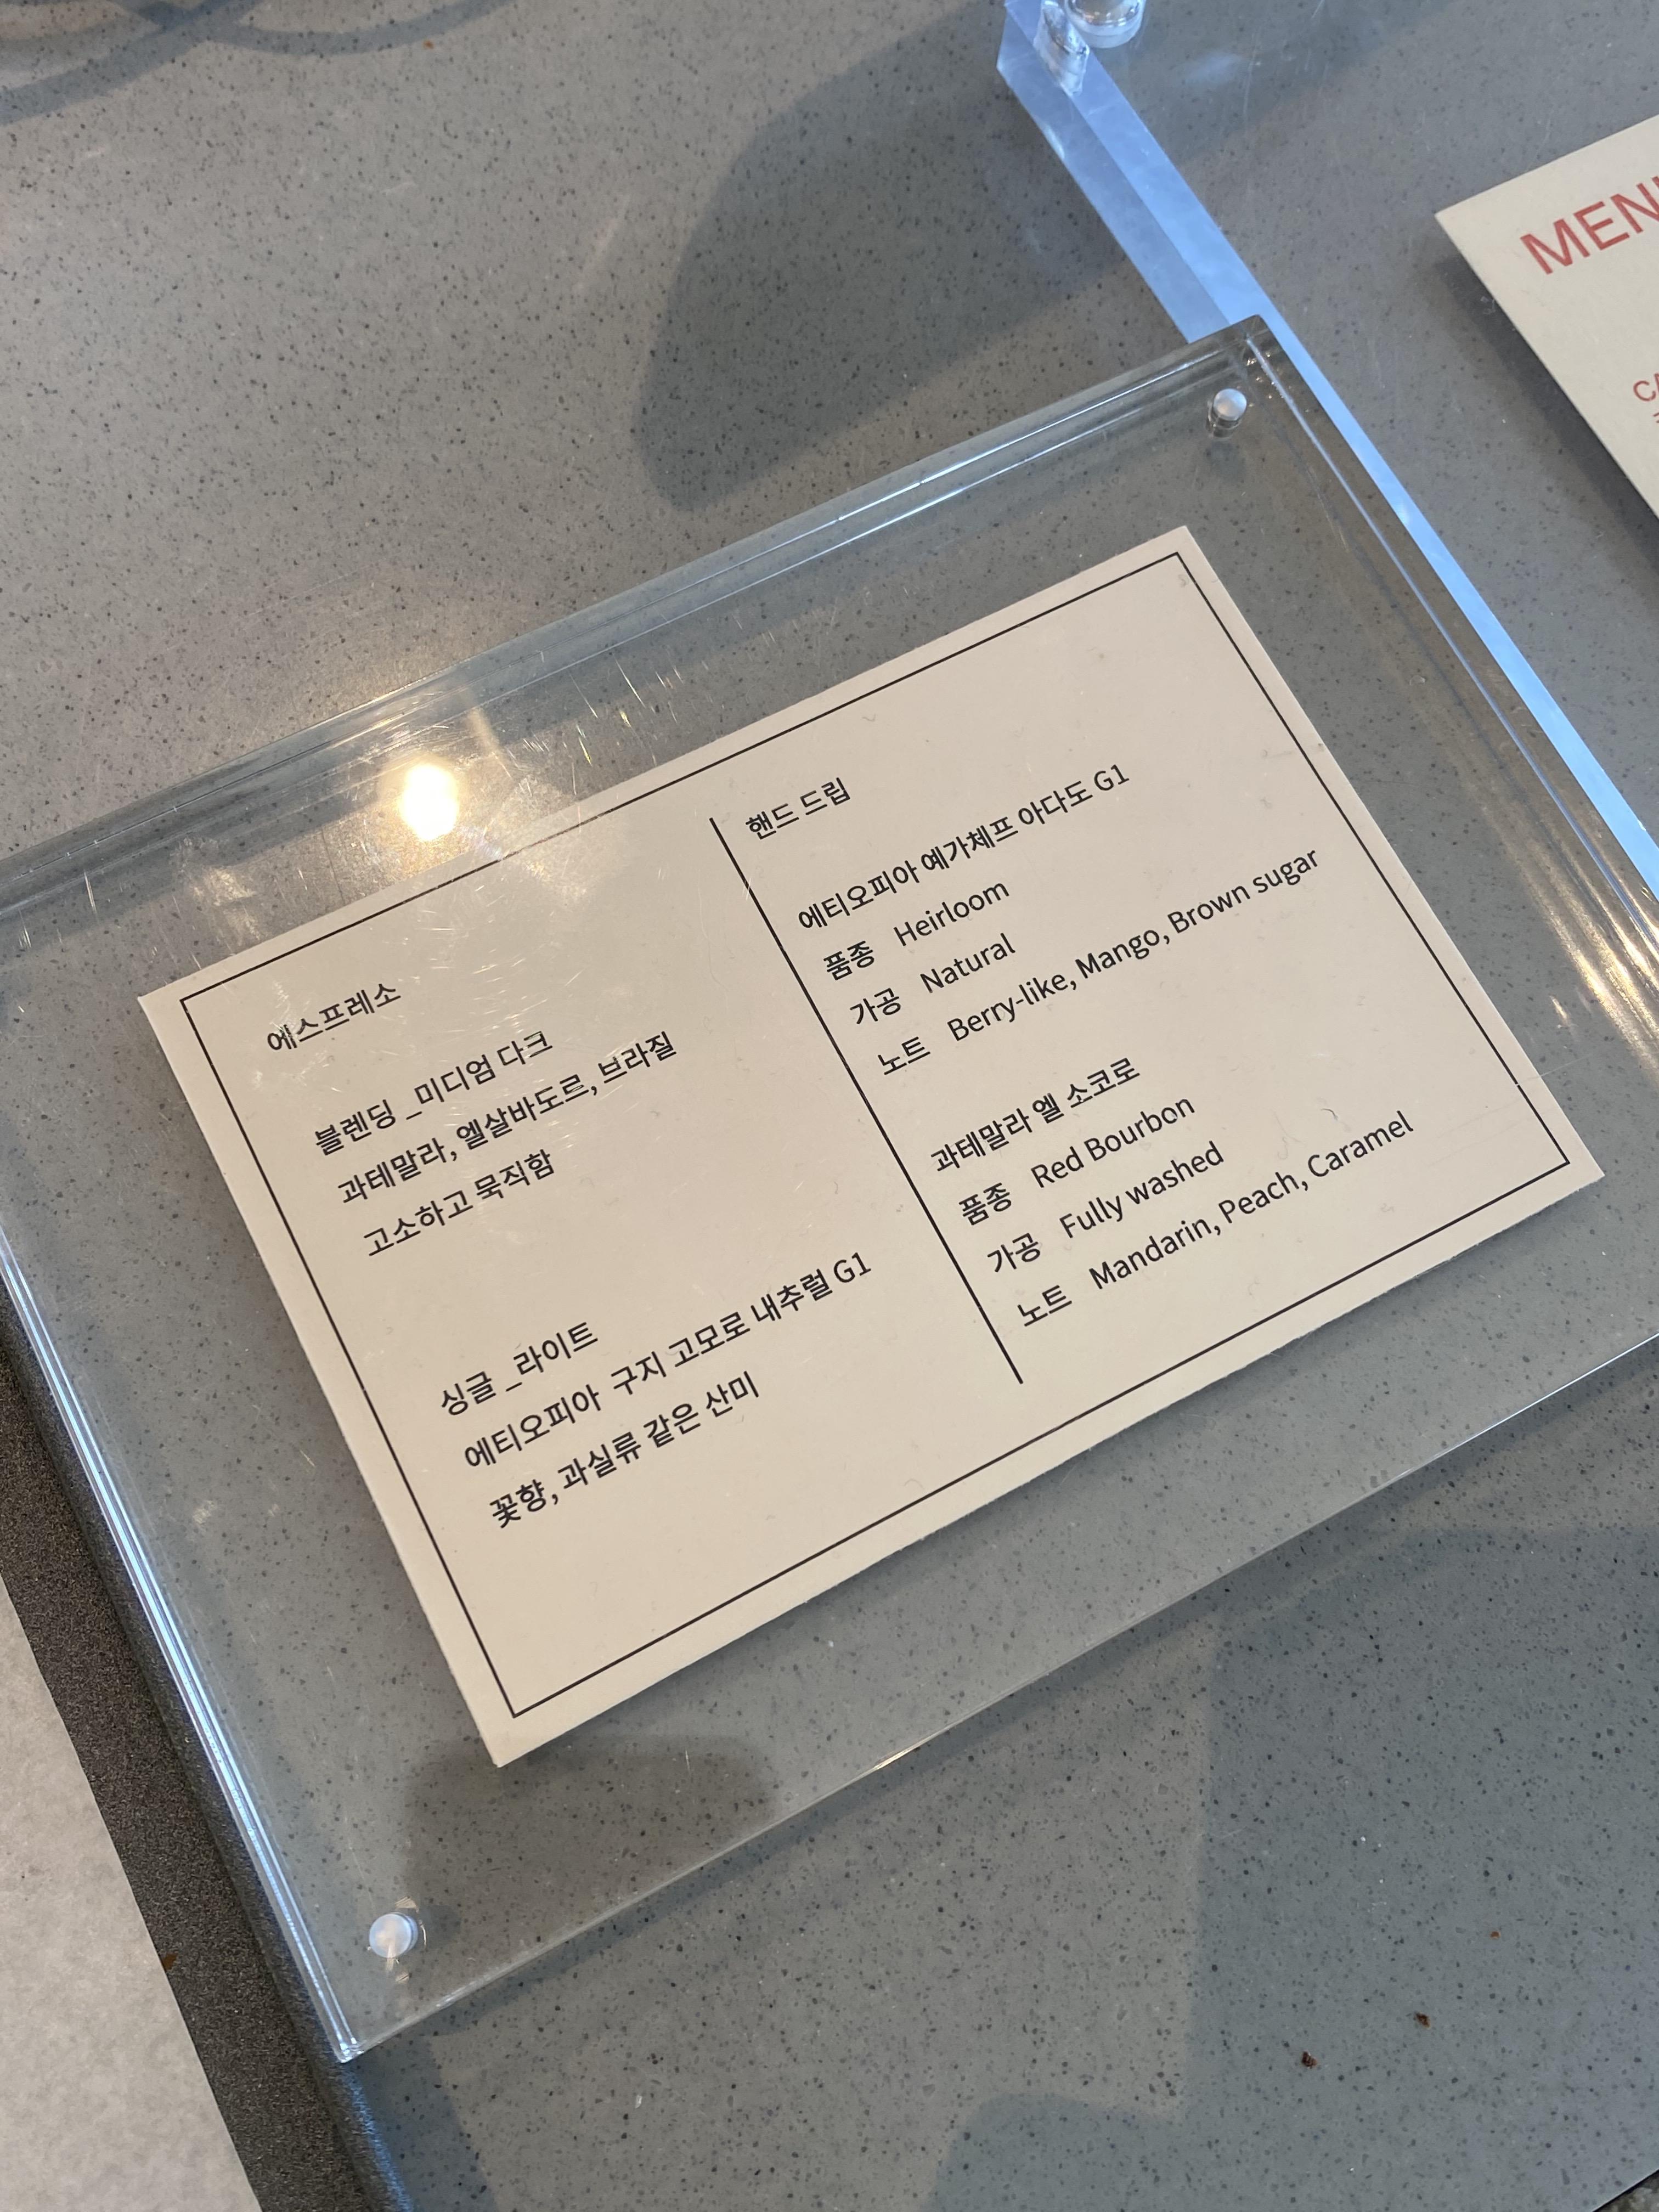 에스프레소
블렌딩 _미디엄 다크
과테말라, 엘살바도르, 브라질
고소하고 묵직함
싱글 _라이트
에티오피아 구지 고모로 내추럴 G1
꽃향, 과실류 같은 산미
핸드 드립
에티오피아 예가체프 아다도 G1
품종 Heirloom
가공 Natural
노트 Berry-like, Mango, Brown sugar
과테말라 엘 소코로
품종 Red Bourbon
가공 Fully washed
노트 Mandarin, Peach, Caramel